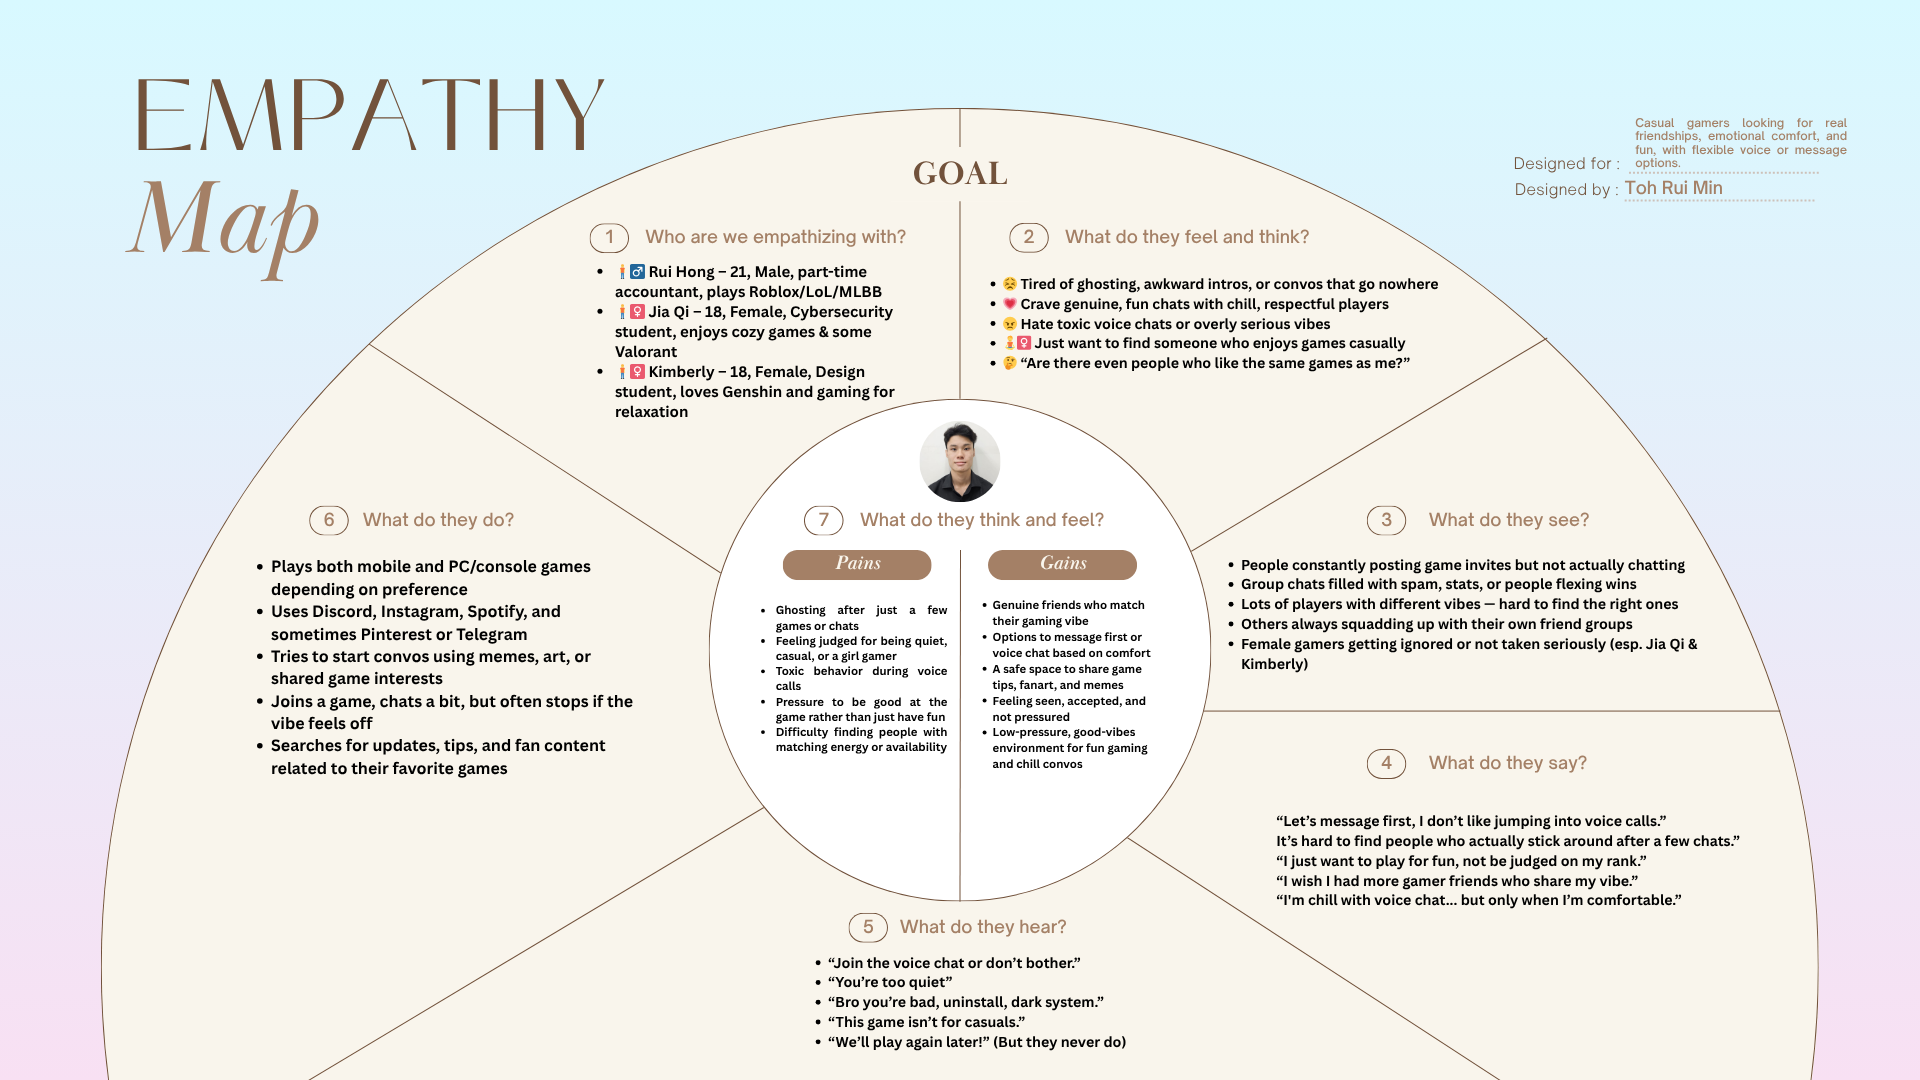 EMPATHY
Map
Casual gamers looking for real
friendships, emotional comfort, and
fun, with flexible voice or message
options.
Designed for :
Designed by : Toh Rui Min
GOAL
1 Who are we empathizing with?
• Rui Hong – 21, Male, part-time
accountant, plays Roblox/LoL/MLBB
• Jia Qi – 18, Female, Cybersecurity
student, enjoys cozy games & some
Valorant
• Kimberly – 18, Female, Design
student, loves Genshin and gaming for
relaxation
2 What do they feel and think?
• 😣 Tired of ghosting, awkward intros, or convos that go nowhere
• 💗 Crave genuine, fun chats with chill, respectful players
• 😠 Hate toxic voice chats or overly serious vibes
• Just want to find someone who enjoys games casually
• 🤔 “Are there even people who like the same games as me?”
3 What do they see?
• People constantly posting game invites but not actually chatting
• Group chats filled with spam, stats, or people flexing wins
• Lots of players with different vibes — hard to find the right ones
• Others always squadding up with their own friend groups
• Female gamers getting ignored or not taken seriously (esp. Jia Qi &
Kimberly)
4 What do they say?
“Let’s message first, I don’t like jumping into voice calls.”
It’s hard to find people who actually stick around after a few chats.”
“I just want to play for fun, not be judged on my rank.”
“I wish I had more gamer friends who share my vibe.”
“I'm chill with voice chat... but only when I’m comfortable.”
5 What do they hear?
• “Join the voice chat or don’t bother.”
• “You’re too quiet”
• “Bro you’re bad, uninstall, dark system.”
• “This game isn’t for casuals.”
• “We’ll play again later!” (But they never do)
6 What do they do?
• Plays both mobile and PC/console games
depending on preference
• Uses Discord, Instagram, Spotify, and
sometimes Pinterest or Telegram
• Tries to start convos using memes, art, or
shared game interests
• Joins a game, chats a bit, but often stops if the
vibe feels off
• Searches for updates, tips, and fan content
related to their favorite games
7 What do they think and feel?
Pains
• Ghosting after just a few
games or chats
• Feeling judged for being quiet,
casual, or a girl gamer
• Toxic behavior during voice
calls
• Pressure to be good at the
game rather than just have fun
• Difficulty finding people with
matching energy or availability
Gains
• Genuine friends who match
their gaming vibe
• Options to message first or
voice chat based on comfort
• A safe space to share game
tips, fanart, and memes
• Feeling seen, accepted, and
not pressured
• Low-pressure, good-vibes
environment for fun gaming
and chill convos